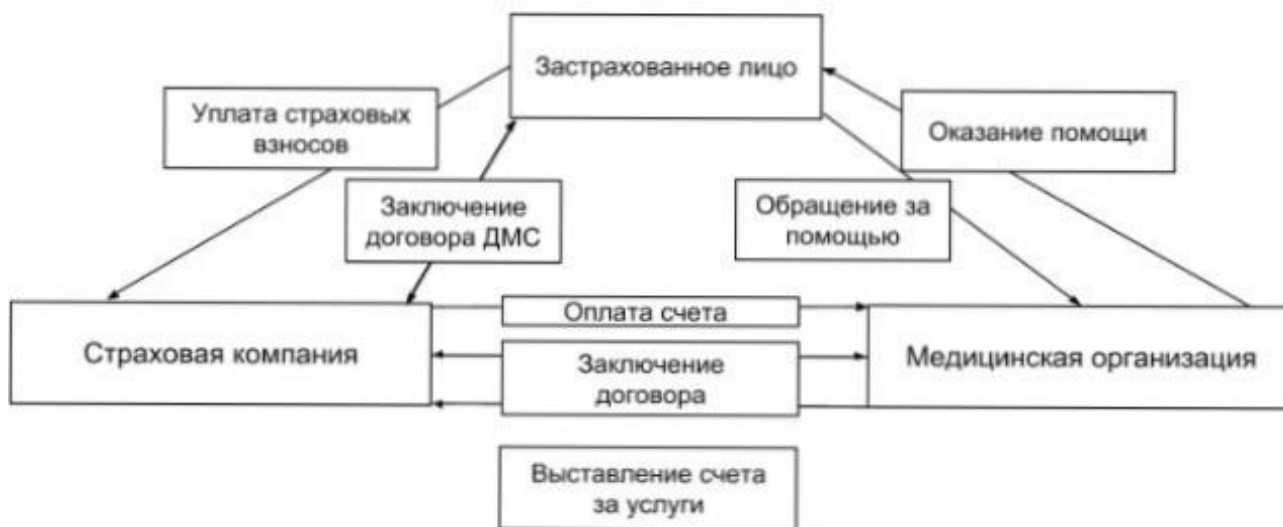 Застрахованное лицо
Уплата страховых
взносов
Оказание помощи
Заключение
договора ДМС
Обращение за
помощью
Оплата счета
Страховая компания
Заключение
договора
Медицинская организация
Выставление счета
за услуги